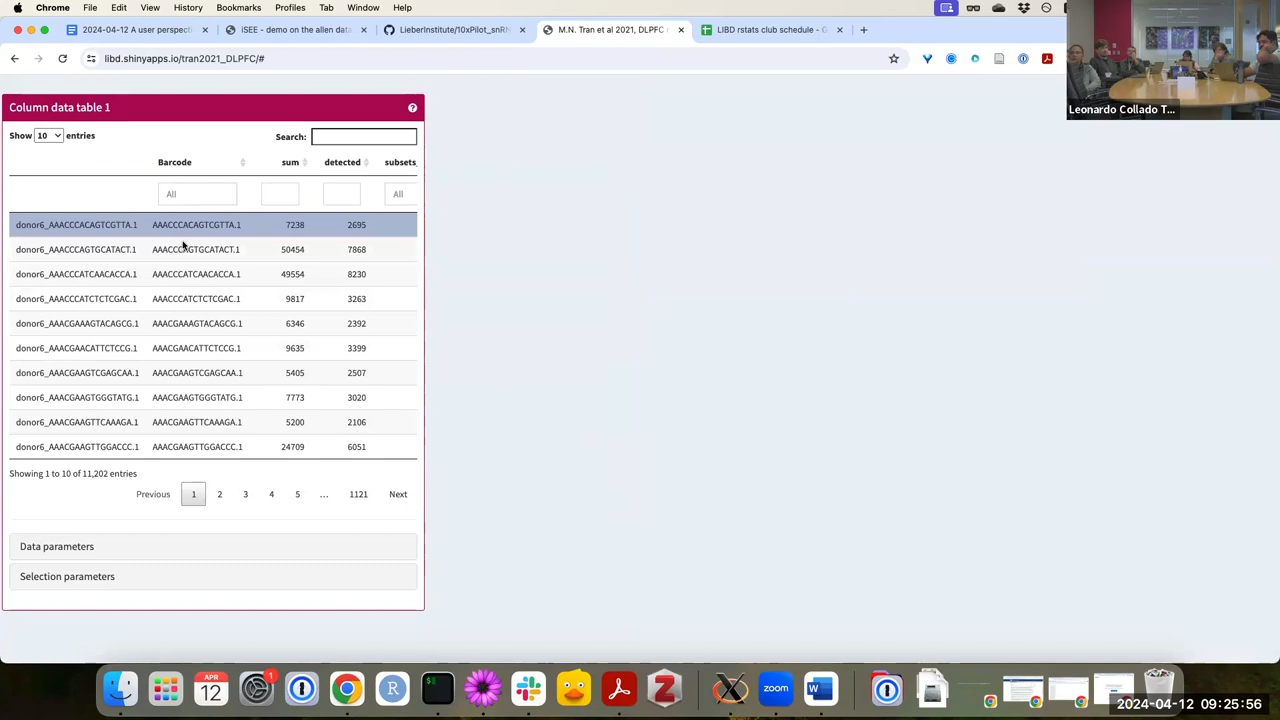 Chrome File Edit View History Bookmarks Profiles Tab Window Help
2024-04-12 A user perspecti
iSEE - demo on the allen data
LieberInstitute/10xPilot_snRN
M.N. Tran et al 2021, DLPFC
LIBD rstats club schedule - G
libd.shinyapps.io/tran2021_DLPFC/#
Leonardo Collado T...
Column data table 1
Show 10 entries
Search:
Barcode sum detected subsets_
All All
donor6_AAACCCACAGTCGTTA.1 AAACCCACAGTCGTTA.1 7238 2695
donor6_AAACCCAGTGCATACT.1 AAACCCAGTGCATACT.1 50454 7868
donor6_AAACCCATCAACACCA.1 AAACCCATCAACACCA.1 49554 8230
donor6_AAACCCATCTCTCGAC.1 AAACCCATCTCTCGAC.1 9817 3263
donor6_AAACGAAAGTACAGCG.1 AAACGAAAGTACAGCG.1 6346 2392
donor6_AAACGAACATTCTCCG.1 AAACGAACATTCTCCG.1 9635 3399
donor6_AAACGAAGTCGAGCAA.1 AAACGAAGTCGAGCAA.1 5405 2507
donor6_AAACGAAGTGGGTATG.1 AAACGAAGTGGGTATG.1 7773 3020
donor6_AAACGAAGTTCAAAGA.1 AAACGAAGTTCAAAGA.1 5200 2106
donor6_AAACGAAGTTGGACCC.1 AAACGAAGTTGGACCC.1 24709 6051
Showing 1 to 10 of 11,202 entries
Previous 1 2 3 4 5 ... 1121 Next
Data parameters
Selection parameters
APR
12
1
zoom
2024-04-12 09:25:56